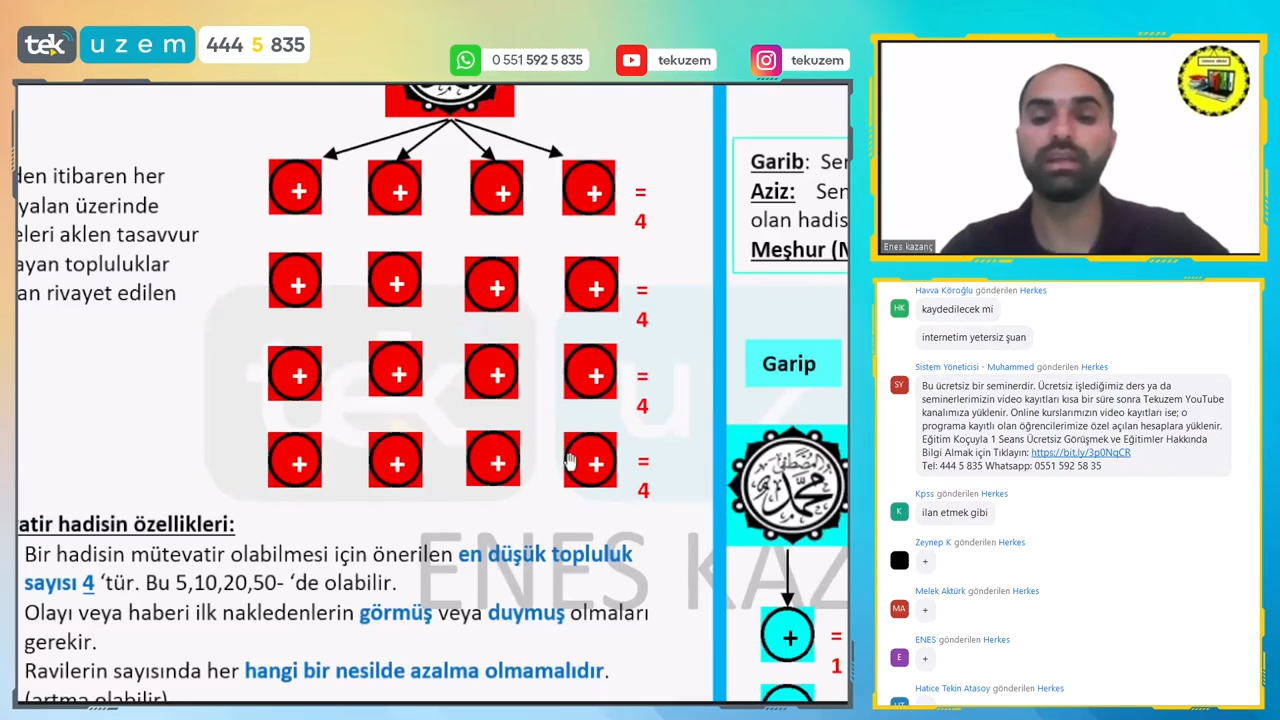 tek uzem 444 5 835
0 551 592 5 835
tekuzem
tekuzem
den itibaren her
yalan üzerinde
eleri aklen tasavvur
ayan topluluklar
an rivayet edilen
+ + + + = 4
+ + + + = 4
+ + + + = 4
+ + + + = 4
atir hadisin özellikleri:
Bir hadisin mütevatir olabilmesi için önerilen en düşük topluluk
sayısı 4 ‘tür. Bu 5,10,20,50- ‘de olabilir.
Olayı veya haberi ilk nakledenlerin görmüş veya duymuş olmaları
gerekir.
Ravilerin sayısında her hangi bir nesilde azalma olmamalıdır.
(artma olabilir)
ENES KAZ
Garib: Ser
Aziz: Sen
olan hadis
Meşhur (M
Garip
محمد
+ = 1
Enes kazanç
Havva Köroğlu gönderilen Herkes
HK
kaydedilecek mi
internetim yetersiz şuan
Sistem Yöneticisi - Muhammed gönderilen Herkes
SY
Bu ücretsiz bir seminerdir. Ücretsiz işlediğimiz ders ya da
seminerlerimizin video kayıtları kısa bir süre sonra Tekuzem YouTube
kanalımıza yüklenir. Online kurslarımızın video kayıtları ise; o
programa kayıtlı olan öğrencilerimize özel açılan hesaplara yüklenir.
Eğitim Koçuyla 1 Seans Ücretsiz Görüşmek ve Eğitimler Hakkında
Bilgi Almak için Tıklayın: https://bit.ly/3p0NqCR
Tel: 444 5 835 Whatsapp: 0551 592 58 35
Kpss gönderilen Herkes
K
ilan etmek gibi
Zeynep K gönderilen Herkes
+
Melek Aktürk gönderilen Herkes
MA
+
ENES gönderilen Herkes
E
+
Hatice Tekin Atasoy gönderilen Herkes
HT